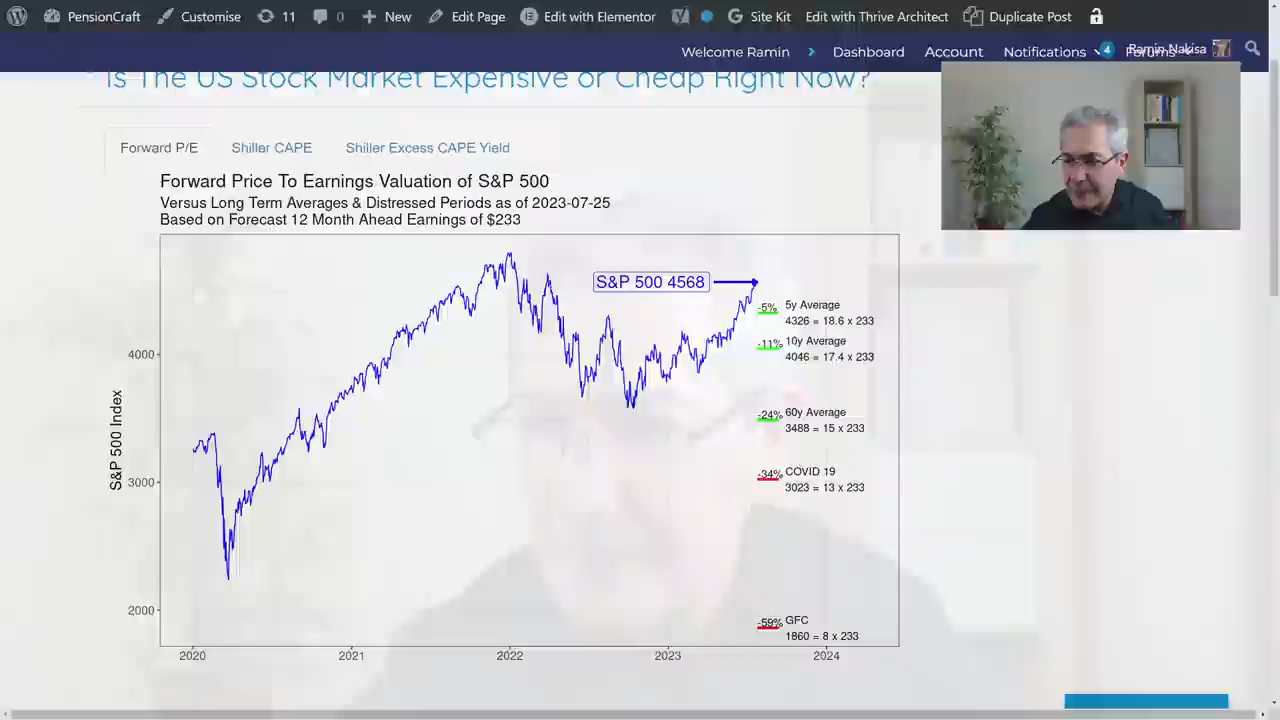 PensionCraft Customise 11 0 New Edit Page Edit with Elementor Site Kit Edit with Thrive Architect Duplicate Post
Welcome Ramin Dashboard Account Notifications 4 Forums Ramin Nakisa
Is The US Stock Market Expensive or Cheap Right Now?
Forward P/E Shiller CAPE Shiller Excess CAPE Yield
Forward Price To Earnings Valuation of S&P 500
Versus Long Term Averages & Distressed Periods as of 2023-07-25
Based on Forecast 12 Month Ahead Earnings of $233
S&P 500 4568
-5% 5y Average
4326 = 18.6 x 233
-11% 10y Average
4046 = 17.4 x 233
4000
-24% 60y Average
3488 = 15 x 233
-34% COVID 19
3023 = 13 x 233
3000
S&P 500 Index
2000
-59% GFC
1860 = 8 x 233
2020 2021 2022 2023 2024